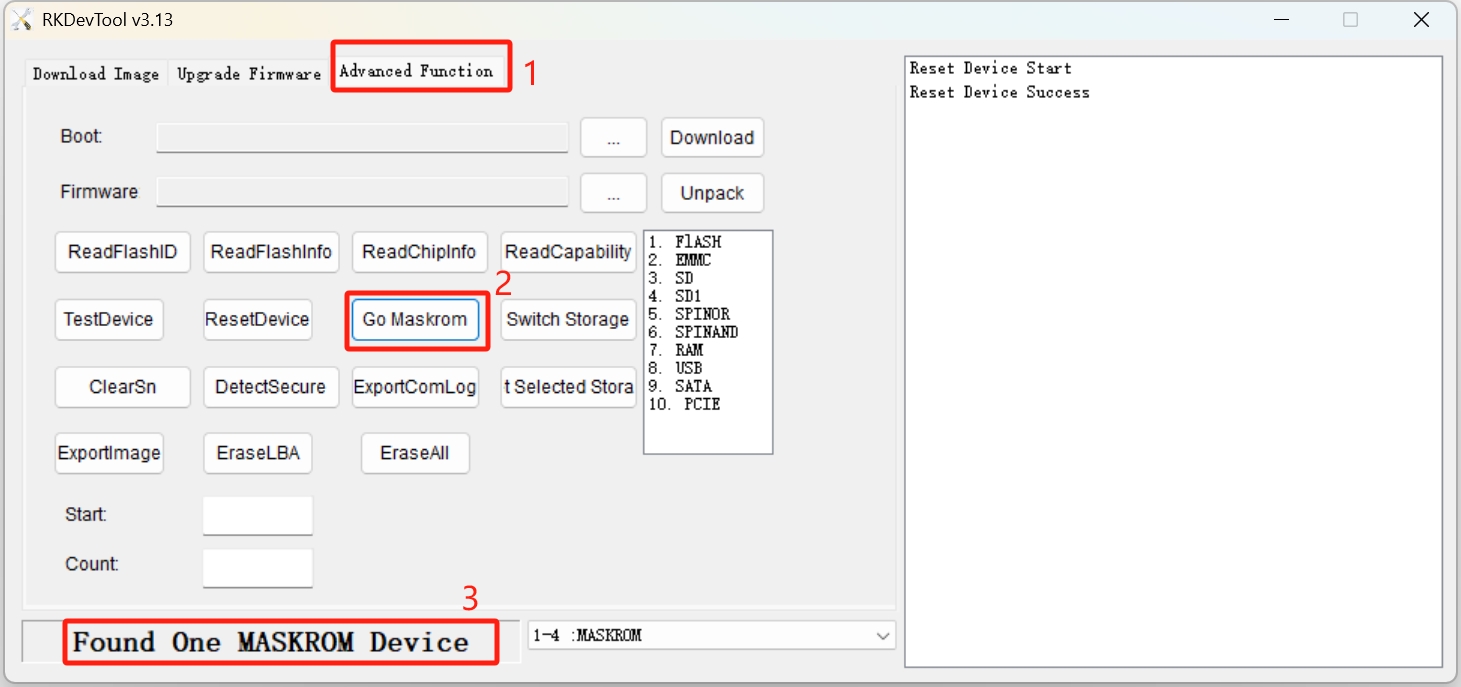 RKDevTool v3.13
Download Image Upgrade Firmware Advanced Function 1
Boot: ... Download
Firmware ... Unpack
ReadFlashID ReadFlashInfo ReadChipInfo ReadCapability
2
TestDevice ResetDevice Go Maskrom Switch Storage
ClearSn DetectSecure ExportComLog t Selected Stora
ExportImage EraseLBA EraseAll
1. FlASH
2. EMMC
3. SD
4. SD1
5. SPINOR
6. SPINAND
7. RAM
8. USB
9. SATA
10. PCIE
Start:
Count:
3
Found One MASKROM Device 1-4 :MASKROM
Reset Device Start
Reset Device Success